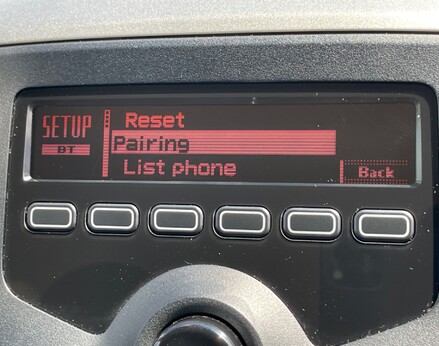 SETUP
BT
Reset
Pairing
List phone
Back